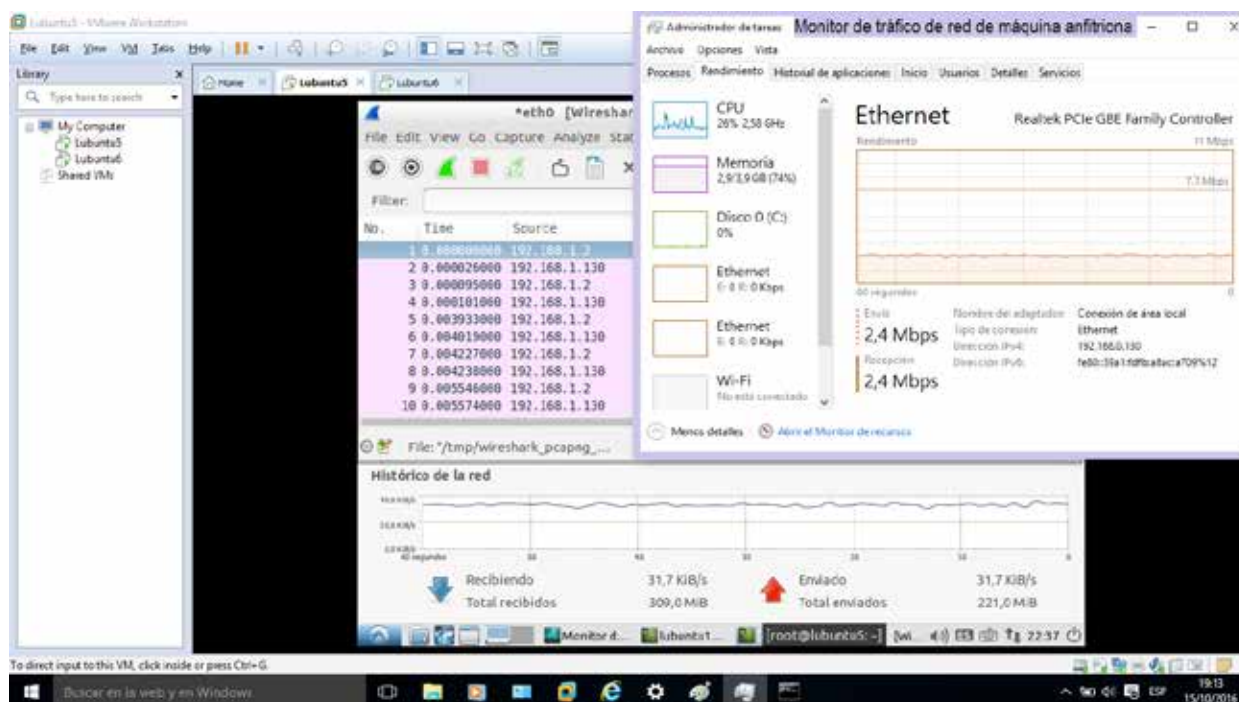 Lubuntu5 - VMware Workstation
File Edit View VM Tabs Help
Library
Type here to search
My Computer
Lubuntu5
Lubuntu6
Shared VMs
Home
Lubuntu5
Lubuntu6
*eth0 [Wireshar
File Edit View Go Capture Analyze Stat
Filter:
No. Time Source
1 0.000000000 192.168.1.2
2 0.000026000 192.168.1.130
3 0.000095000 192.168.1.2
4 0.000101000 192.168.1.130
5 0.003933000 192.168.1.2
6 0.004019000 192.168.1.130
7 0.004227000 192.168.1.2
8 0.004238000 192.168.1.130
9 0.005546000 192.168.1.2
10 0.005574000 192.168.1.130
File: "/tmp/wireshark_pcapng_...
Histórico de la red
60 segundos 50 40 30 20 10 0
Recibiendo 31,7 KiB/s
Total recibidos 309,0 MiB
Enviado 31,7 KiB/s
Total enviados 221,0 MiB
Monitor d...
[root@lubuntu5: ~]
22:37
To direct input to this VM, click inside or press Ctrl+G.
Administrador de tareas
Monitor de tráfico de red de máquina anfitriona
Archivo Opciones Vista
Procesos Rendimiento Historial de aplicaciones Inicio Usuarios Detalles Servicios
CPU
26% 2,58 GHz
Memoria
2,9/3,9 GB (74%)
Disco 0 (C:)
0%
Ethernet
E: 0 R: 0 Kbps
Ethernet
E: 0 R: 0 Kbps
Wi-Fi
No está conectado
Ethernet
Realtek PCIe GBE Family Controller
Rendimiento
11 Mbps
7,7 Mbps
60 segundos
0
Envío
2,4 Mbps
Recepción
2,4 Mbps
Nombre del adaptador: Conexión de área local
Tipo de conexión: Ethernet
Dirección IPv4: 192.168.0.130
Dirección IPv6:
Menos detalles
Abrir el Monitor de recursos
Buscar en la web y en Windows
ESP
19:13
15/10/2016